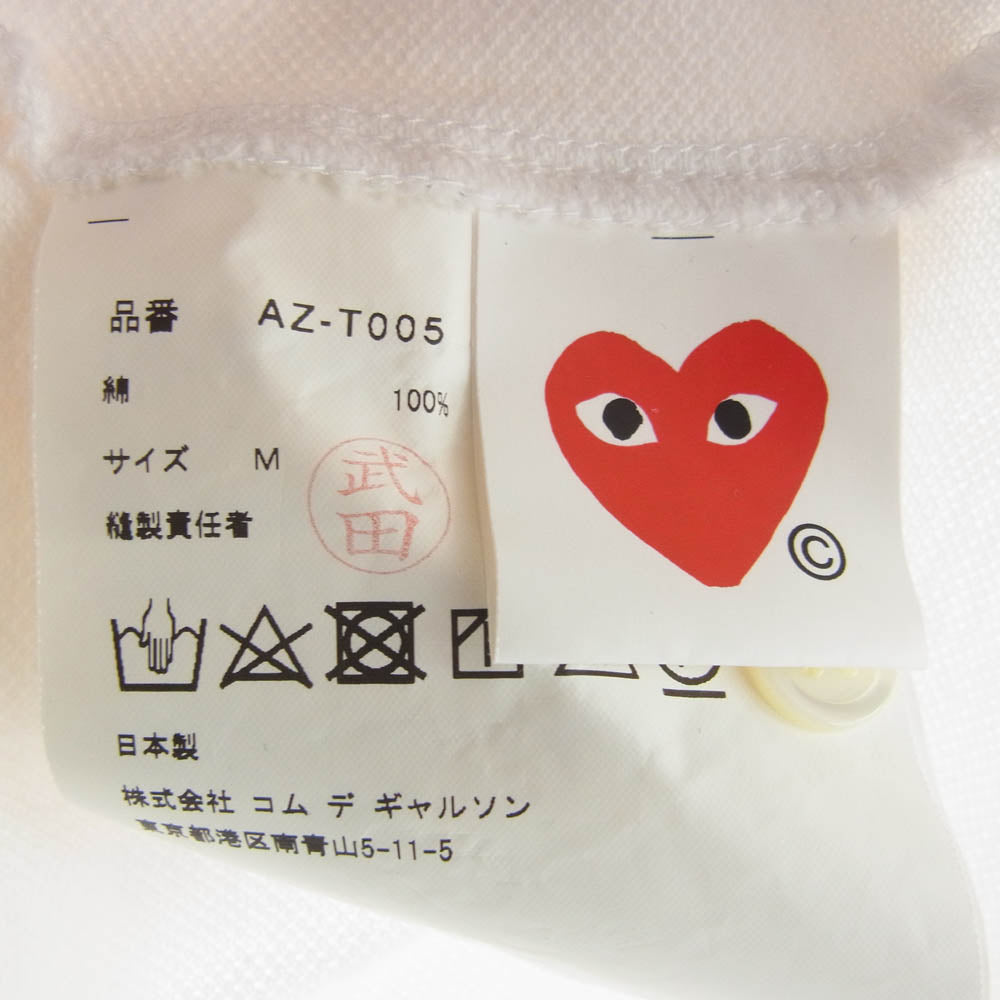 品番 AZ-T005
綿 100%
サイズ M
縫製責任者
武田
日本製
株式会社 コム デ ギャルソン
東京都港区南青山5-11-5
©